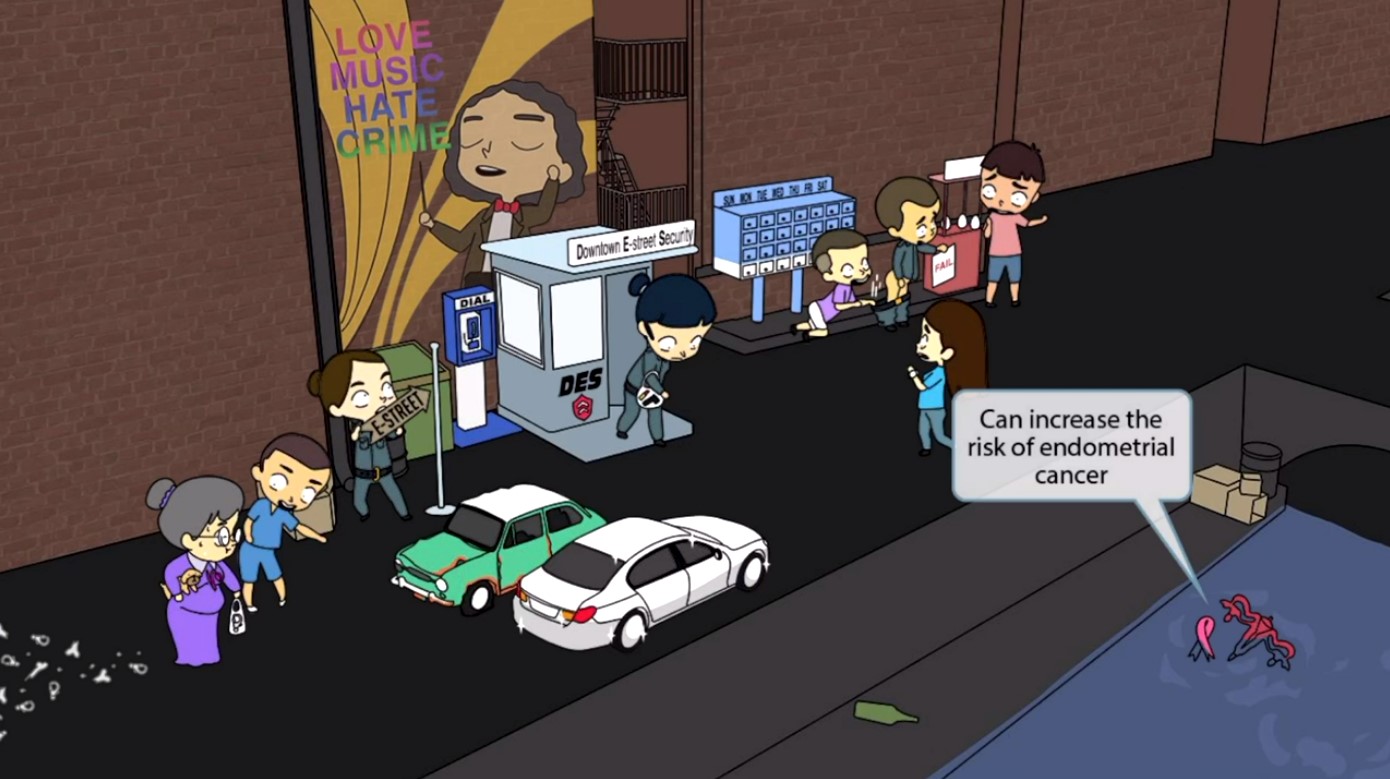 LOVE
MUSIC
HATE
CRIME
SUN MON TUE WED THU FRI SAT
Downtown E-street Security
DIAL
DES
E-STREET
FAIL
Can increase the
risk of endometrial
cancer